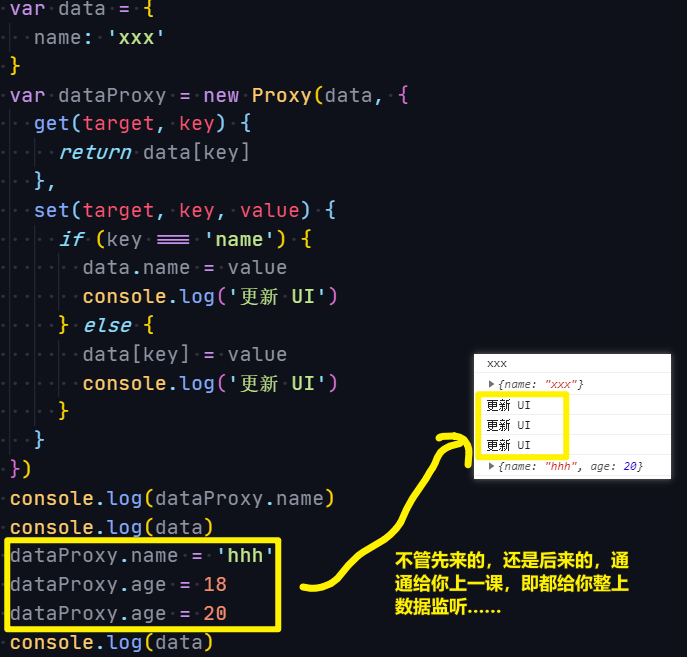 var data = {
  name: 'xxx'
}
var dataProxy = new Proxy(data, {
  get(target, key) {
    return data[key]
  },
  set(target, key, value) {
    if (key === 'name') {
      data.name = value
      console.log('更新 UI')
    } else {
      data[key] = value
      console.log('更新 UI')
    }
  }
})
console.log(dataProxy.name)
console.log(data)
dataProxy.name = 'hhh'
dataProxy.age = 18
dataProxy.age = 20
console.log(data)
xxx
▶{name: "xxx"}
更新 UI
更新 UI
更新 UI
▶{name: "hhh", age: 20}
不管先来的，还是后来的，通
通给你上一课，即都给你整上
数据监听……